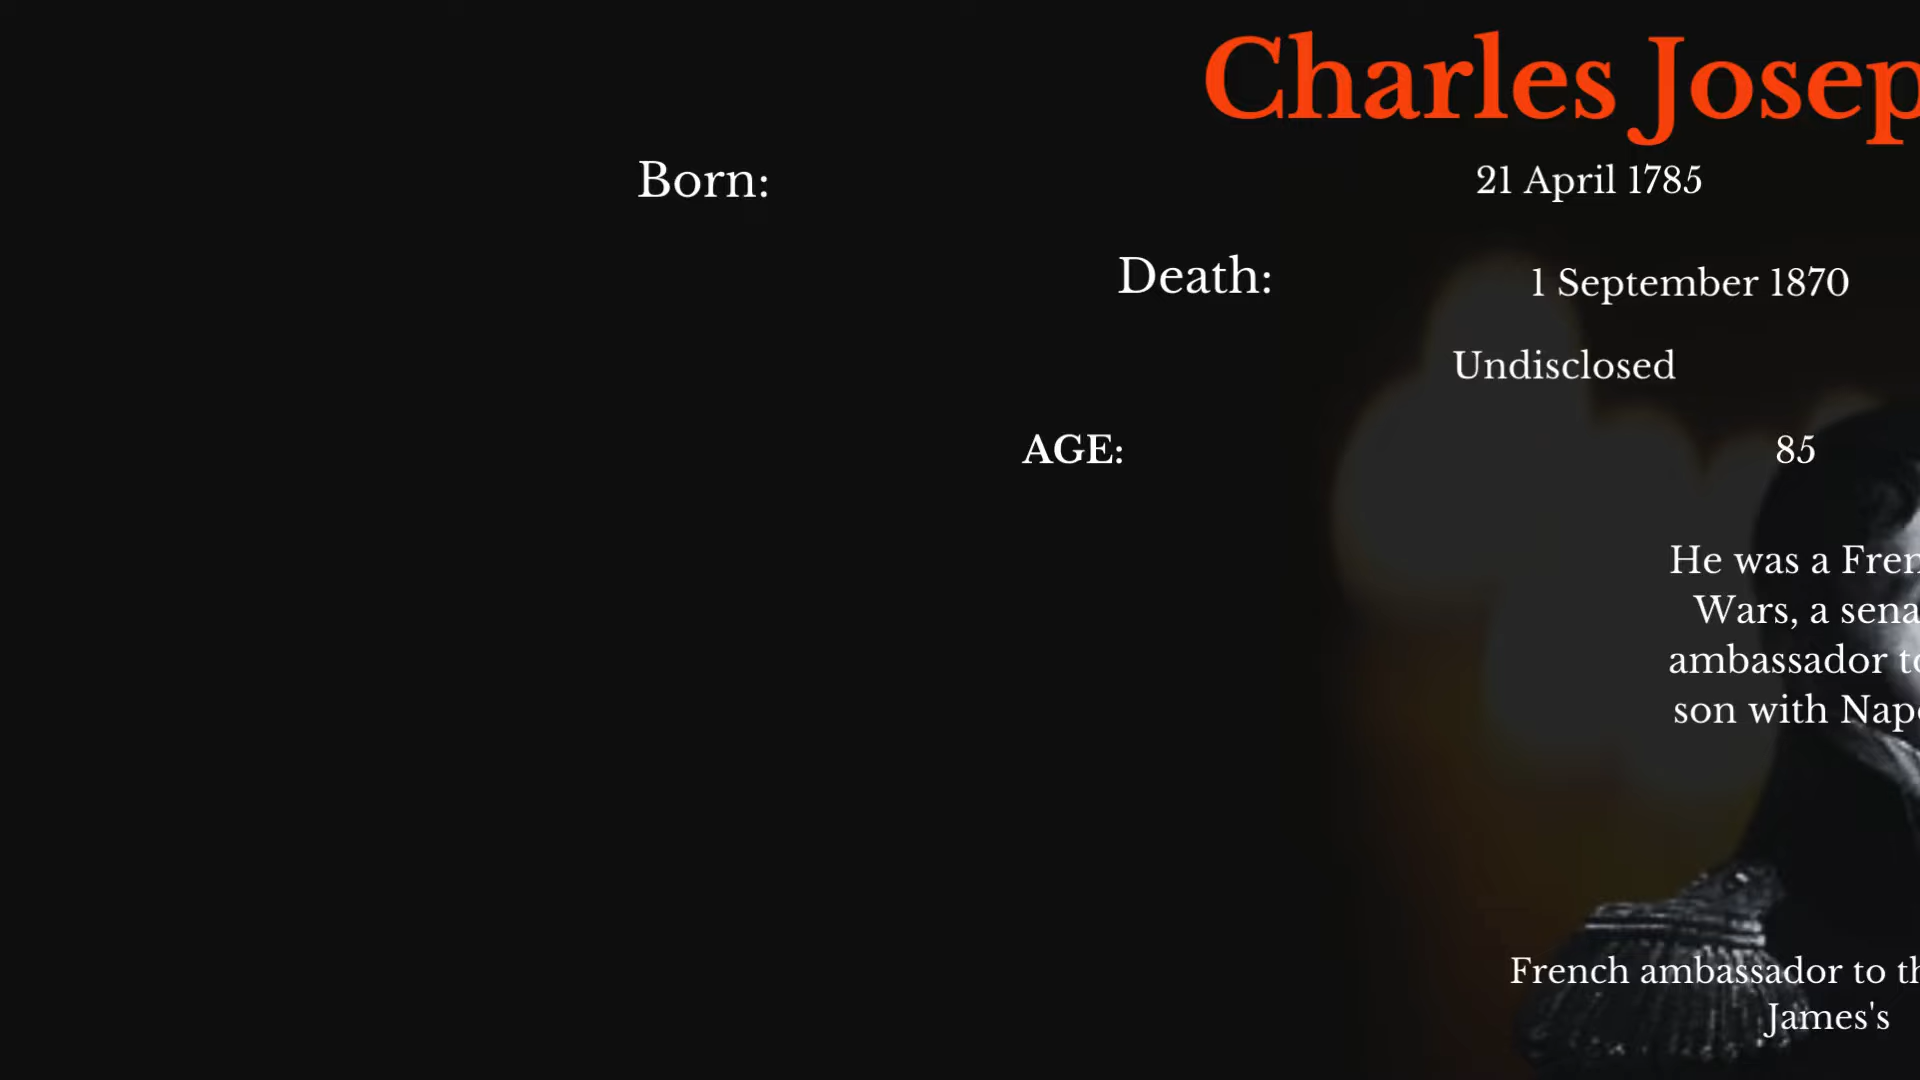 Charles Josep
Born:
21 April 1785
Death:
1 September 1870
Undisclosed
AGE:
85
He was a Fren
Wars, a sena
ambassador to
son with Nap
French ambassador to th
James's